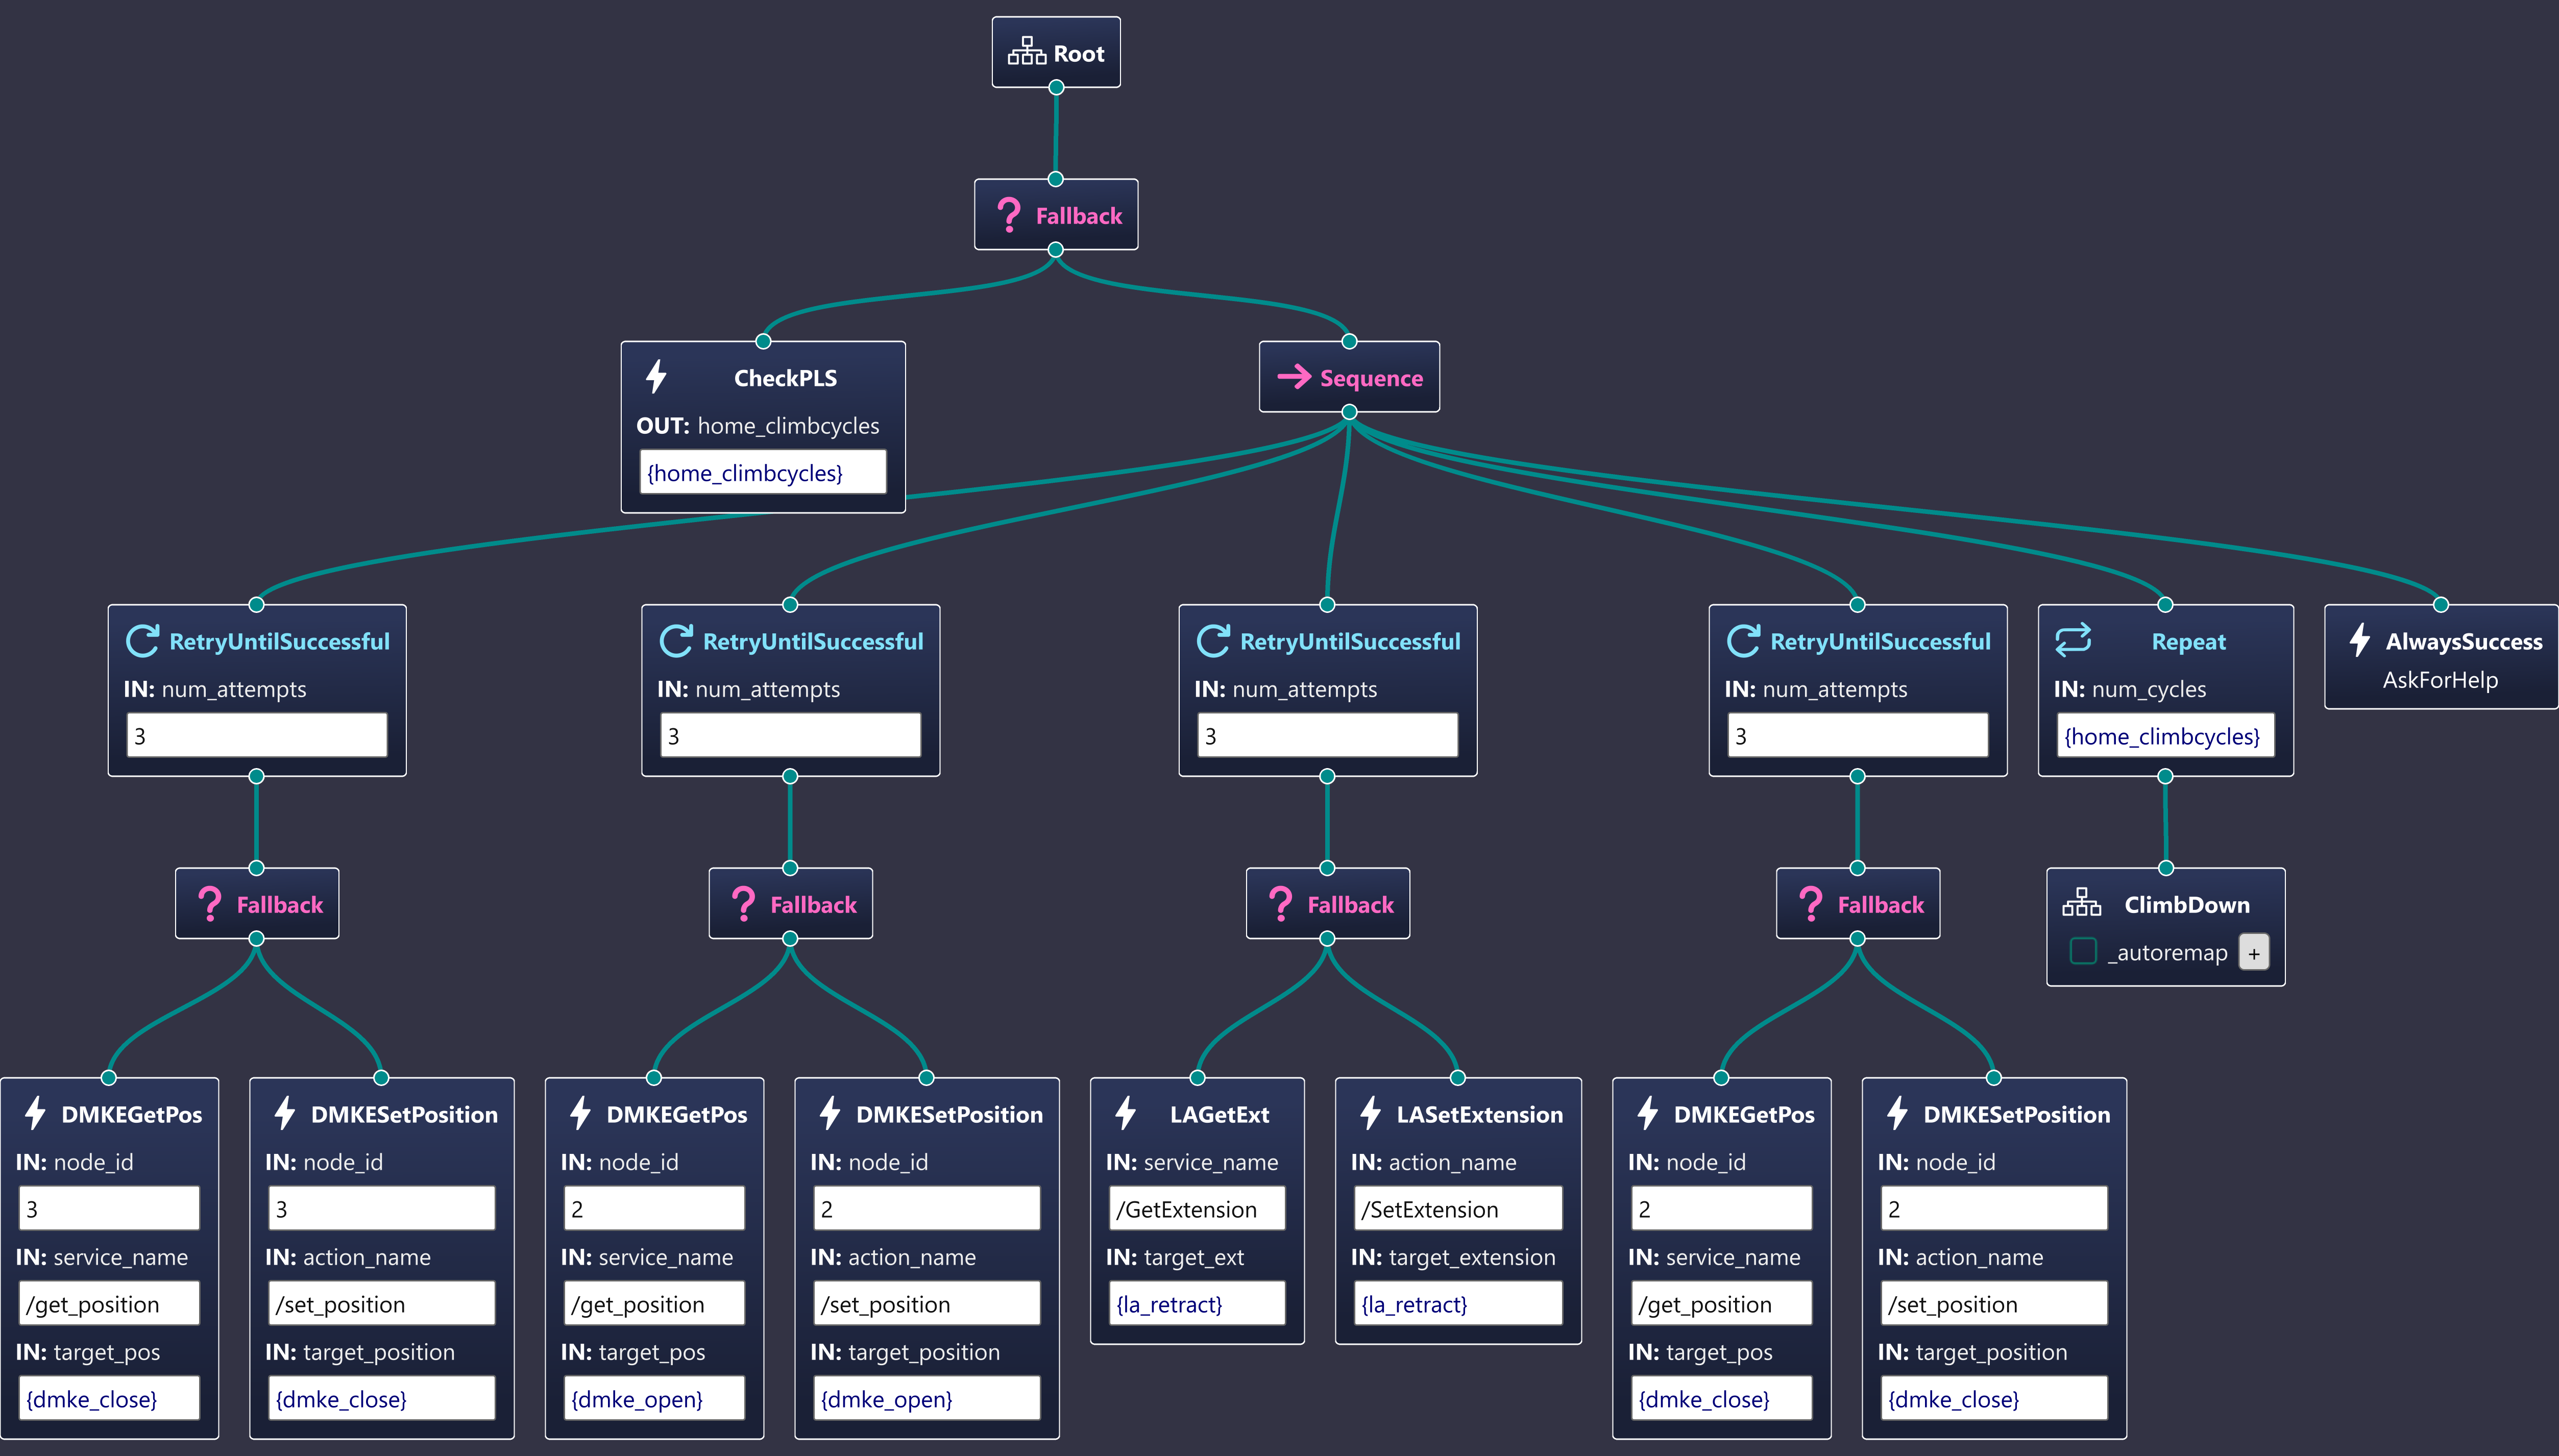 Root
Fallback
CheckPLS
OUT: home_climbcycles
{home_climbcycles}
Sequence
RetryUntilSuccessful
IN: num_attempts
3
RetryUntilSuccessful
IN: num_attempts
3
RetryUntilSuccessful
IN: num_attempts
3
RetryUntilSuccessful
IN: num_attempts
3
Repeat
IN: num_cycles
{home_climbcycles}
AlwaysSuccess
AskForHelp
Fallback
Fallback
Fallback
Fallback
ClimbDown
_autoremap +
DMKEGetPos
IN: node_id
3
IN: service_name
/get_position
IN: target_pos
{dmke_close}
DMKESetPosition
IN: node_id
3
IN: action_name
/set_position
IN: target_position
{dmke_close}
DMKEGetPos
IN: node_id
2
IN: service_name
/get_position
IN: target_pos
{dmke_open}
DMKESetPosition
IN: node_id
2
IN: action_name
/set_position
IN: target_position
{dmke_open}
LAGetExt
IN: service_name
/GetExtension
IN: target_ext
{la_retract}
LASetExtension
IN: action_name
/SetExtension
IN: target_extension
{la_retract}
DMKEGetPos
IN: node_id
2
IN: service_name
/get_position
IN: target_pos
{dmke_close}
DMKESetPosition
IN: node_id
2
IN: action_name
/set_position
IN: target_position
{dmke_close}